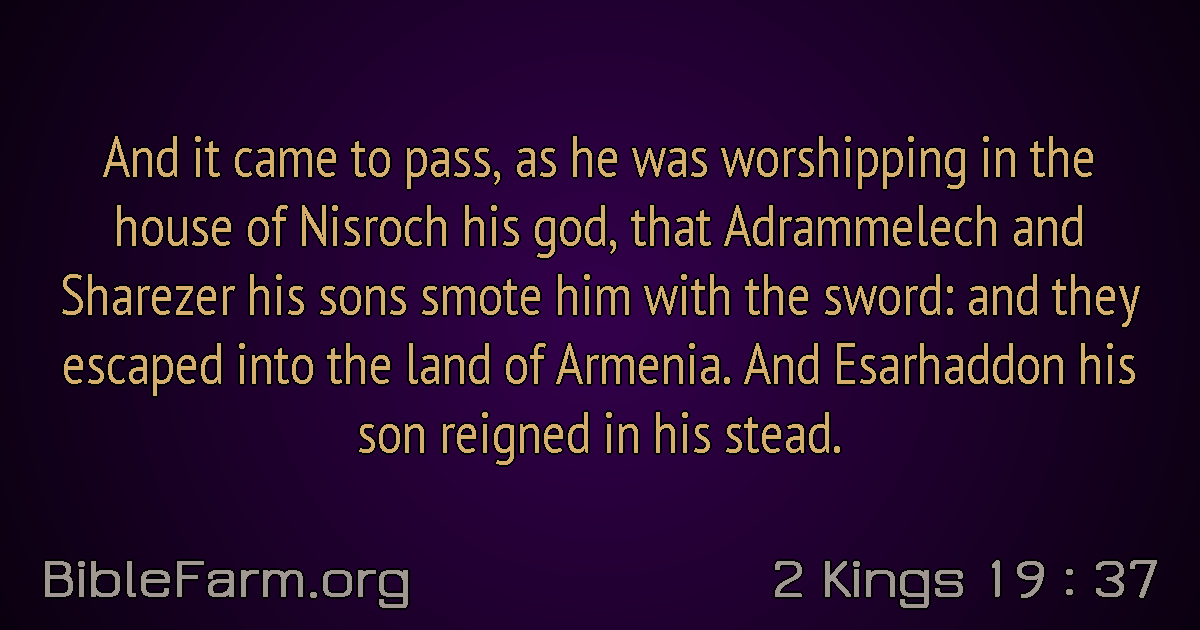 And it came to pass, as he was worshipping in the
house of Nisroch his god, that Adrammelech and
Sharezer his sons smote him with the sword: and they
escaped into the land of Armenia. And Esarhaddon his
son reigned in his stead.
BibleFarm.org
2 Kings 19 : 37